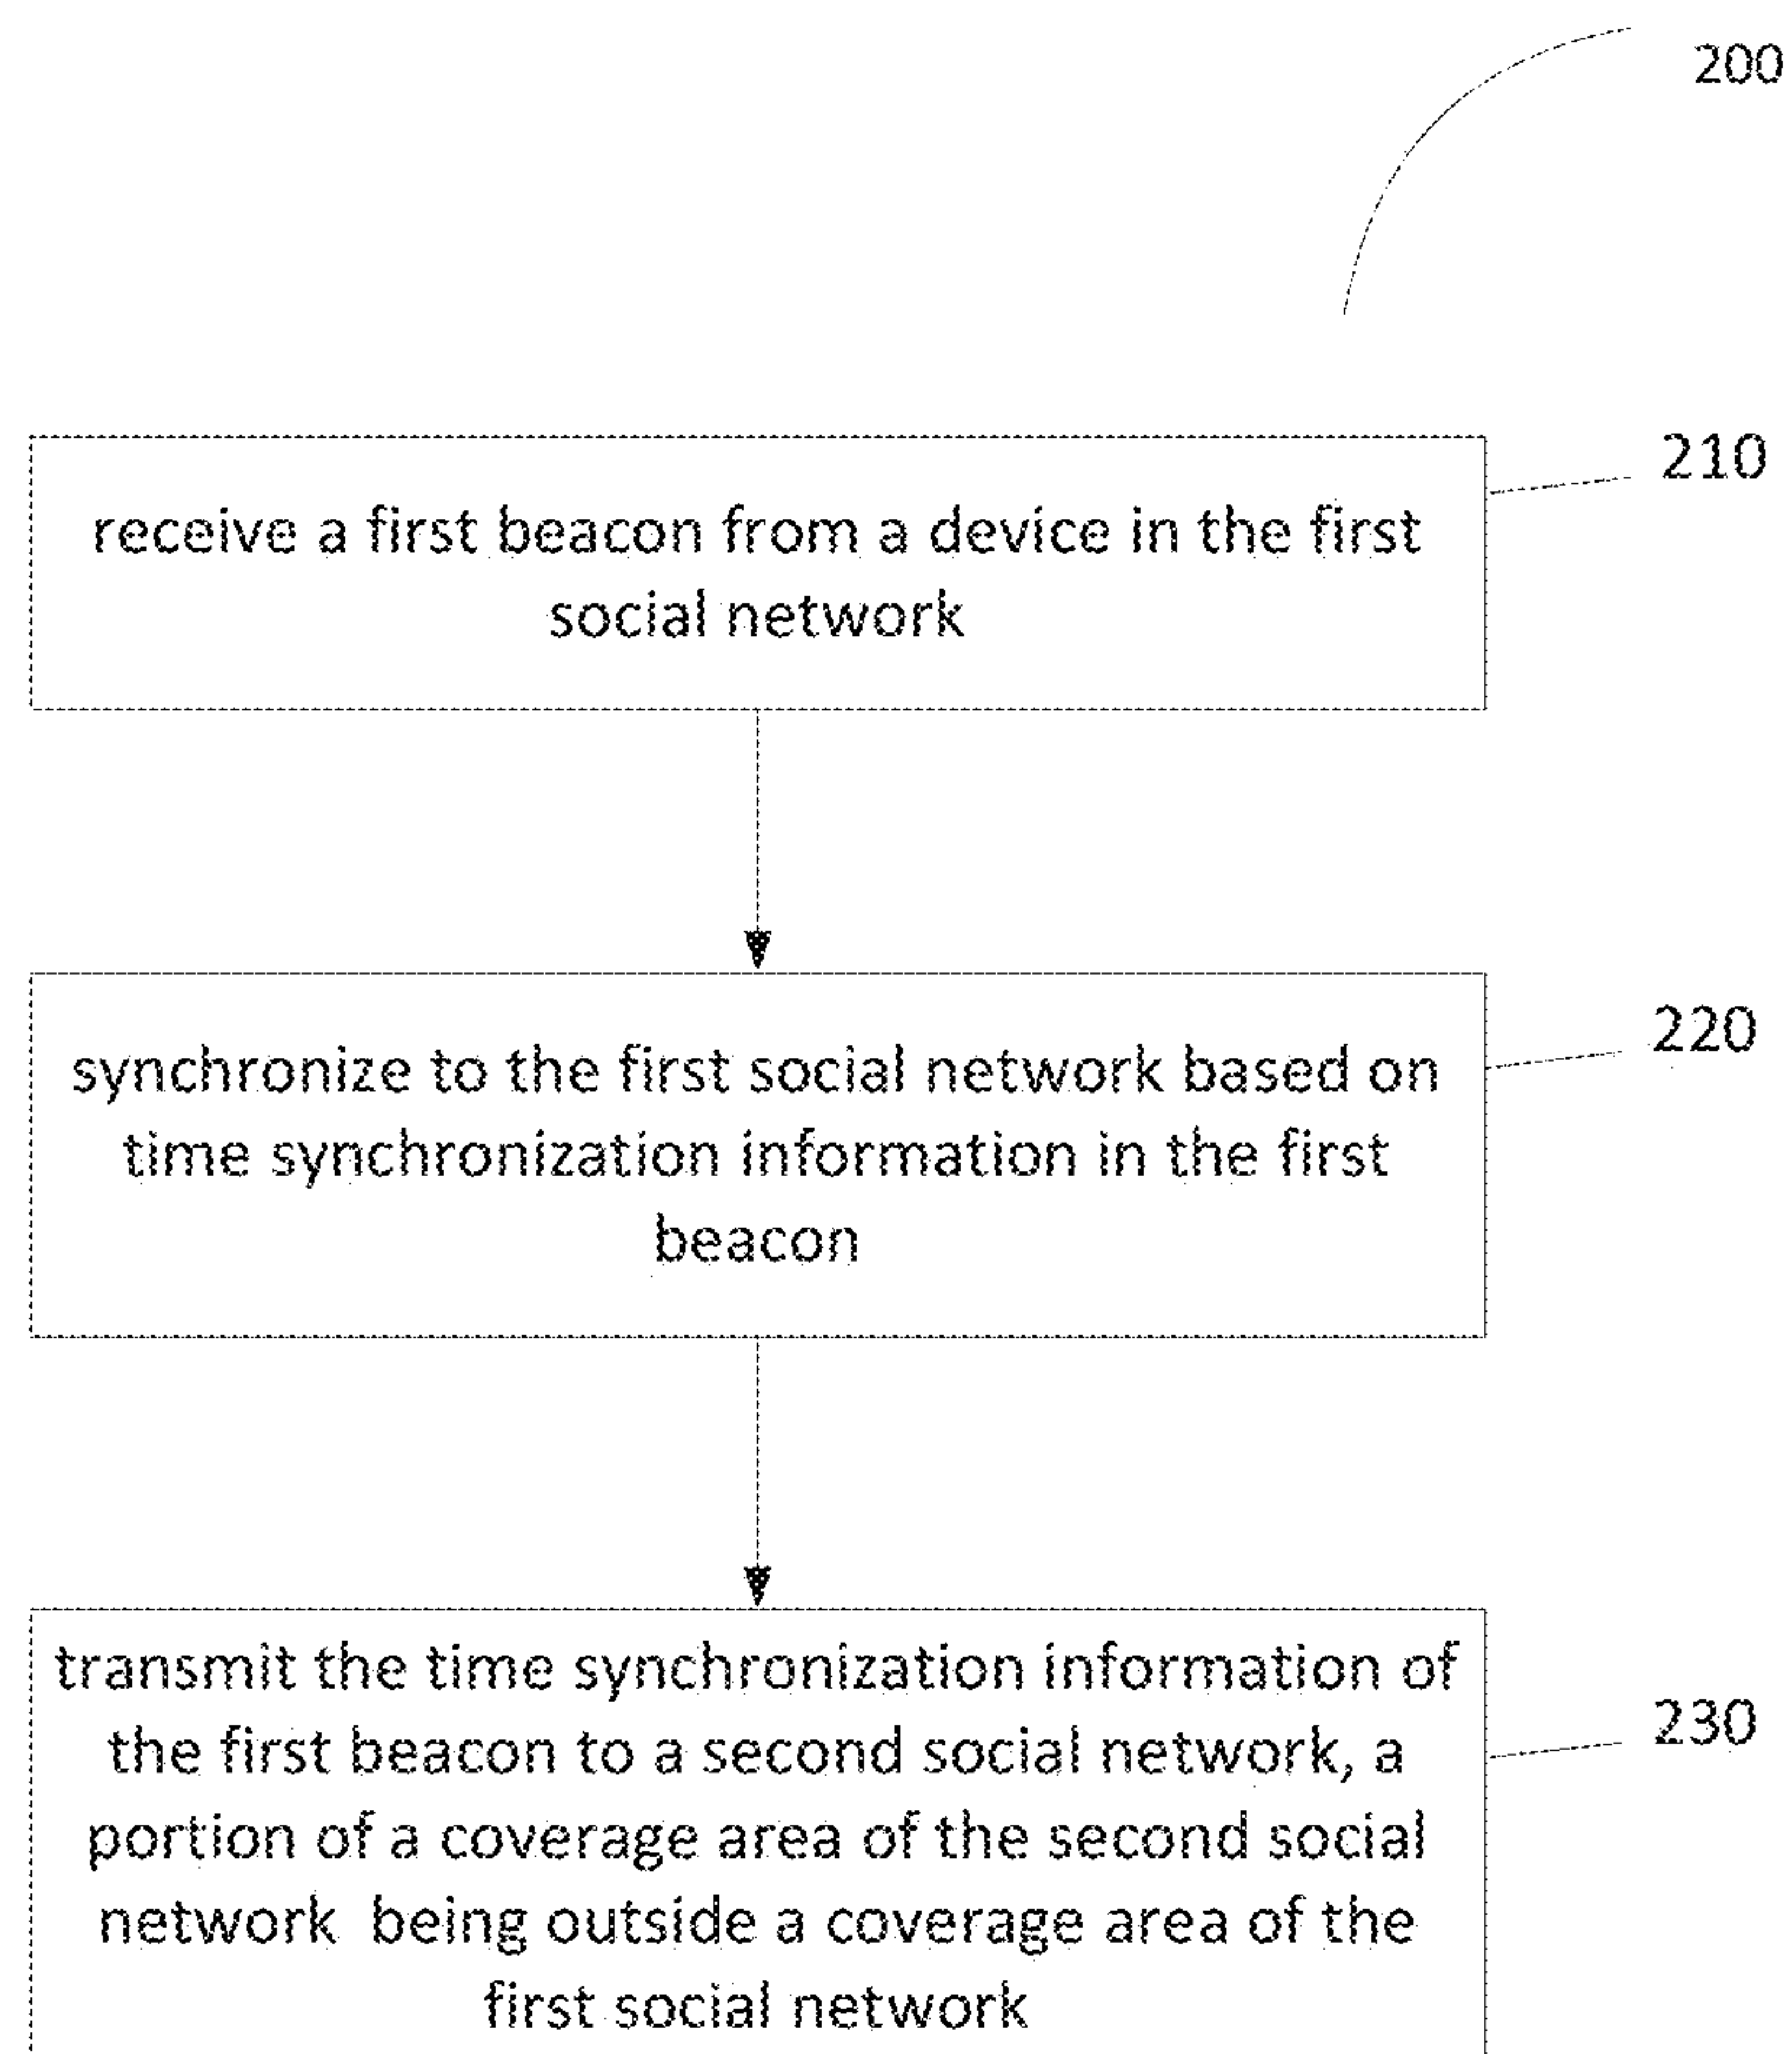 200
210
receive a first beacon from a device in the first
social network
220
synchronize to the first social network based on
time synchronization information in the first
beacon
transmit the time synchronization information of
the first beacon to a second social network, a
230
portion of a coverage area of the second social
network being outside a coverage area of the
first social network